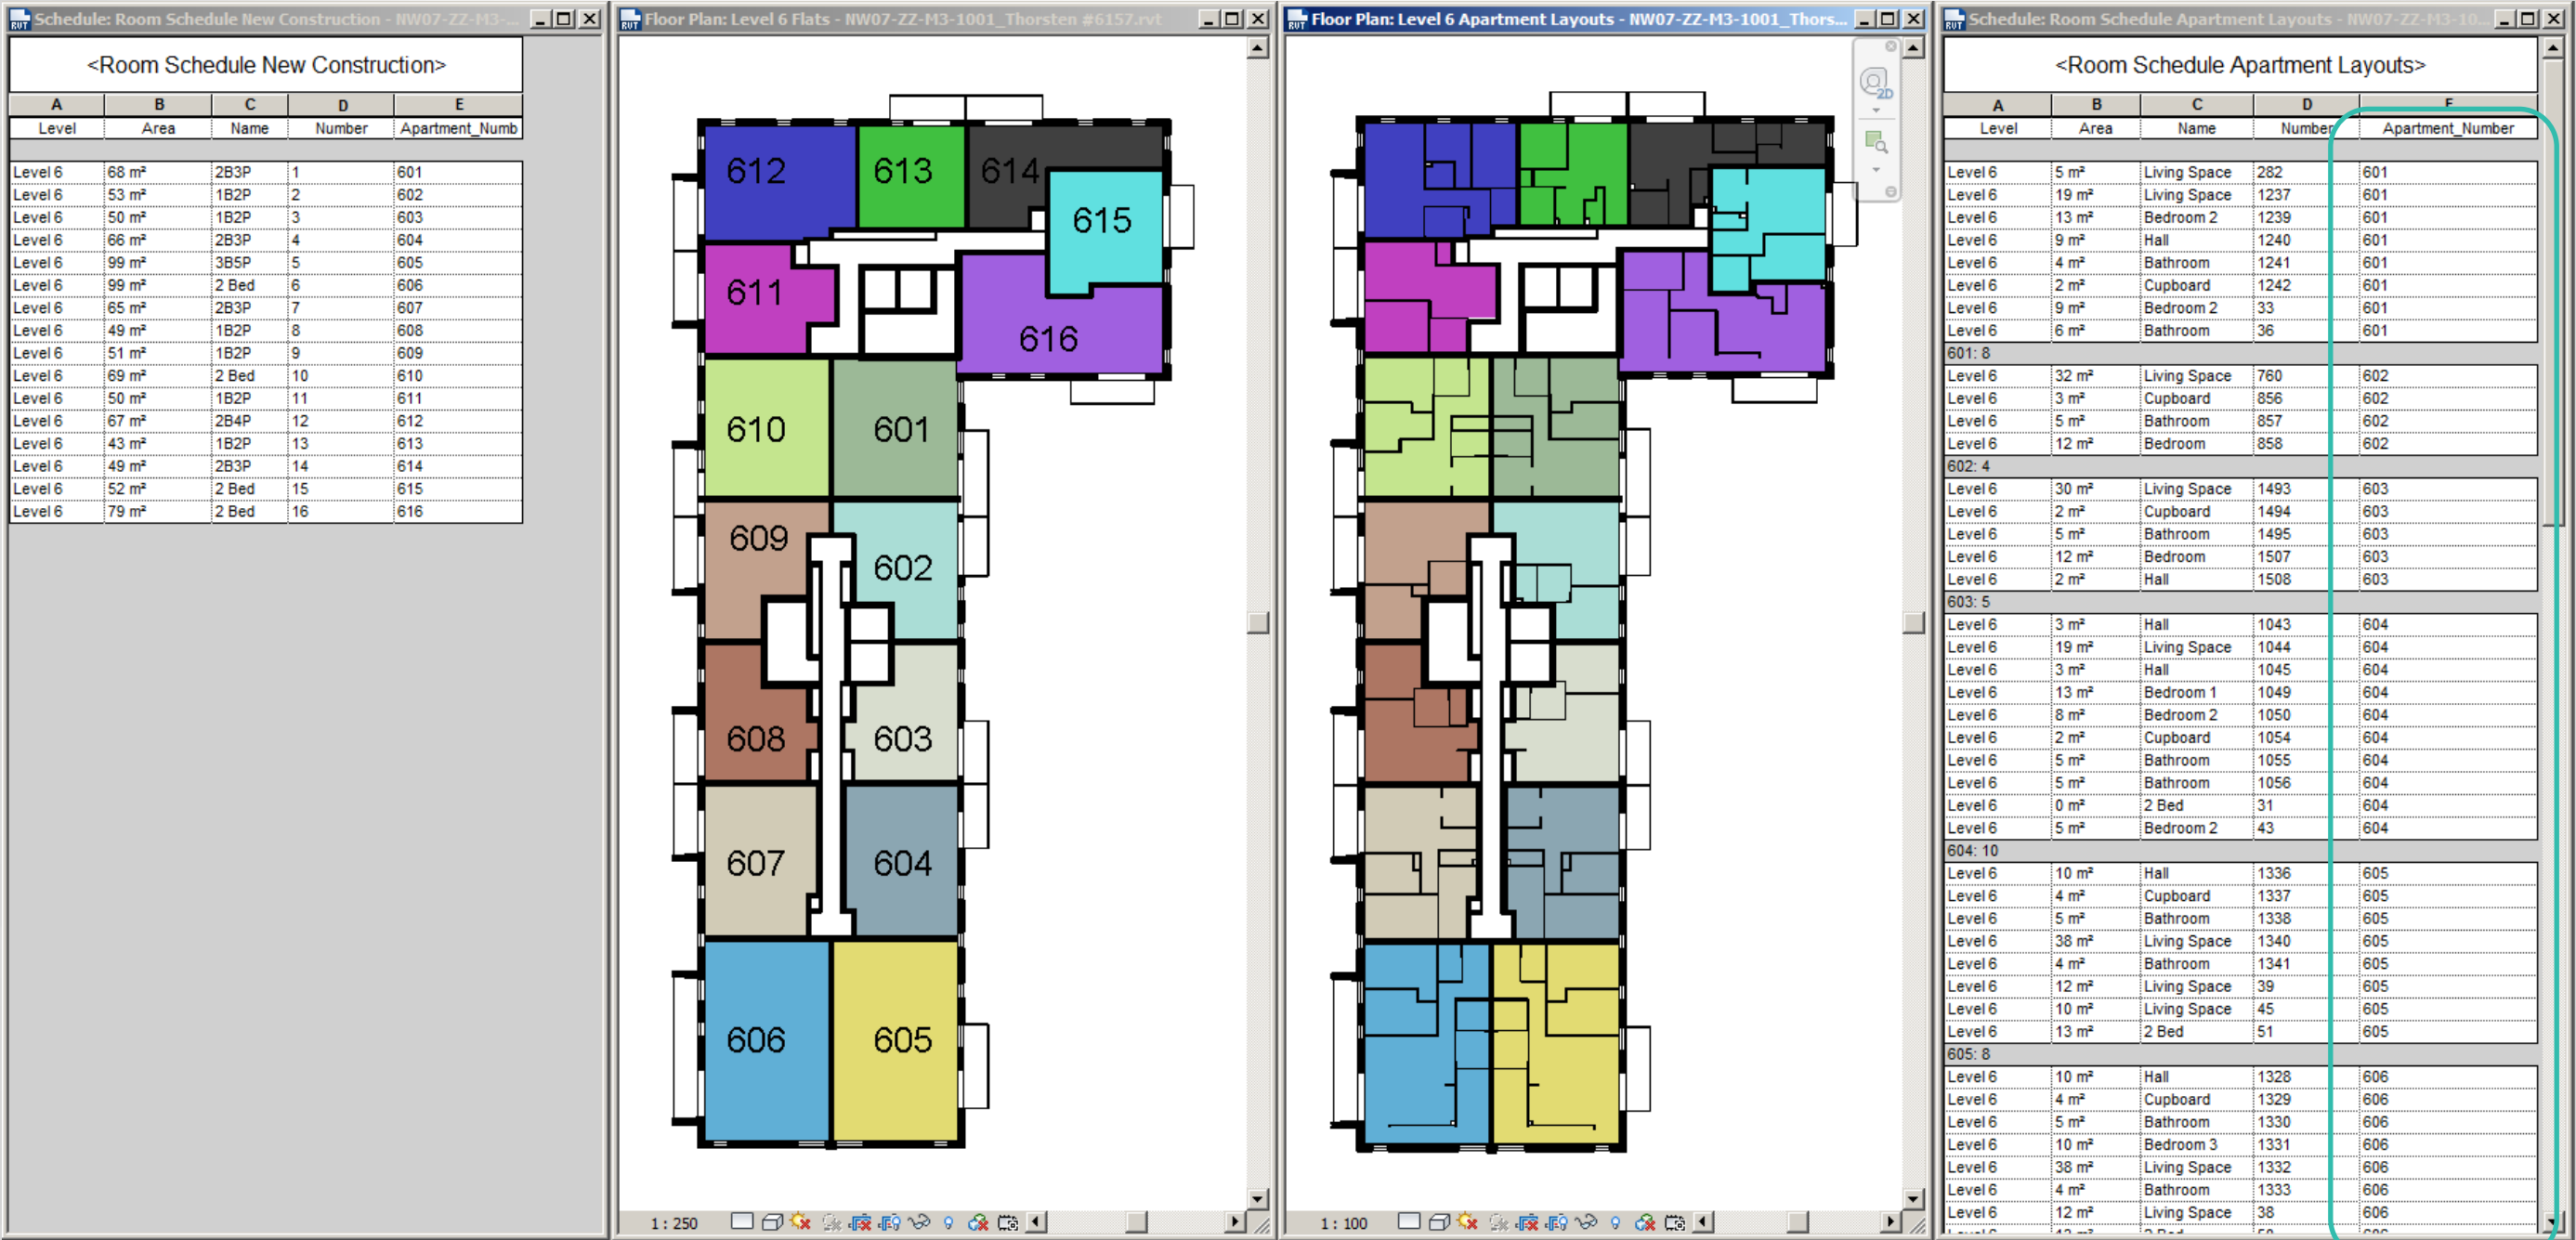 Schedule: Room Schedule New Construction - NW07-ZZ-M3-...
<Room Schedule New Construction>
A B C D E
Level Area Name Number Apartment_Numb
Level 6 68 m² 2B3P 1 601
Level 6 53 m² 1B2P 2 602
Level 6 50 m² 1B2P 3 603
Level 6 66 m² 2B3P 4 604
Level 6 99 m² 3B5P 5 605
Level 6 99 m² 2 Bed 6 606
Level 6 65 m² 2B3P 7 607
Level 6 49 m² 1B2P 8 608
Level 6 51 m² 1B2P 9 609
Level 6 69 m² 2 Bed 10 610
Level 6 50 m² 1B2P 11 611
Level 6 67 m² 2B4P 12 612
Level 6 43 m² 1B2P 13 613
Level 6 49 m² 2B3P 14 614
Level 6 52 m² 2 Bed 15 615
Level 6 79 m² 2 Bed 16 616
Floor Plan: Level 6 Flats - NW07-ZZ-M3-1001_Thorsten #6157.rvt
612 613 614
615
611
616
610 601
609
602
608 603
607 604
606 605
1 : 250
Floor Plan: Level 6 Apartment Layouts - NW07-ZZ-M3-1001_Thors...
2D
1 : 100
Schedule: Room Schedule Apartment Layouts - NW07-ZZ-M3-10...
<Room Schedule Apartment Layouts>
A B C D E
Level Area Name Number Apartment_Number
Level 6 5 m² Living Space 282 601
Level 6 19 m² Living Space 1237 601
Level 6 13 m² Bedroom 2 1239 601
Level 6 9 m² Hall 1240 601
Level 6 4 m² Bathroom 1241 601
Level 6 2 m² Cupboard 1242 601
Level 6 9 m² Bedroom 2 33 601
Level 6 6 m² Bathroom 36 601
601: 8
Level 6 32 m² Living Space 760 602
Level 6 3 m² Cupboard 856 602
Level 6 5 m² Bathroom 857 602
Level 6 12 m² Bedroom 858 602
602: 4
Level 6 30 m² Living Space 1493 603
Level 6 2 m² Cupboard 1494 603
Level 6 5 m² Bathroom 1495 603
Level 6 12 m² Bedroom 1507 603
Level 6 2 m² Hall 1508 603
603: 5
Level 6 3 m² Hall 1043 604
Level 6 19 m² Living Space 1044 604
Level 6 3 m² Hall 1045 604
Level 6 13 m² Bedroom 1 1049 604
Level 6 8 m² Bedroom 2 1050 604
Level 6 2 m² Cupboard 1054 604
Level 6 5 m² Bathroom 1055 604
Level 6 5 m² Bathroom 1056 604
Level 6 0 m² 2 Bed 31 604
Level 6 5 m² Bedroom 2 43 604
604: 10
Level 6 10 m² Hall 1336 605
Level 6 4 m² Cupboard 1337 605
Level 6 5 m² Bathroom 1338 605
Level 6 38 m² Living Space 1340 605
Level 6 4 m² Bathroom 1341 605
Level 6 12 m² Living Space 39 605
Level 6 10 m² Living Space 45 605
Level 6 13 m² 2 Bed 51 605
605: 8
Level 6 10 m² Hall 1328 606
Level 6 4 m² Cupboard 1329 606
Level 6 5 m² Bathroom 1330 606
Level 6 10 m² Bedroom 3 1331 606
Level 6 38 m² Living Space 1332 606
Level 6 4 m² Bathroom 1333 606
Level 6 12 m² Living Space 38 606